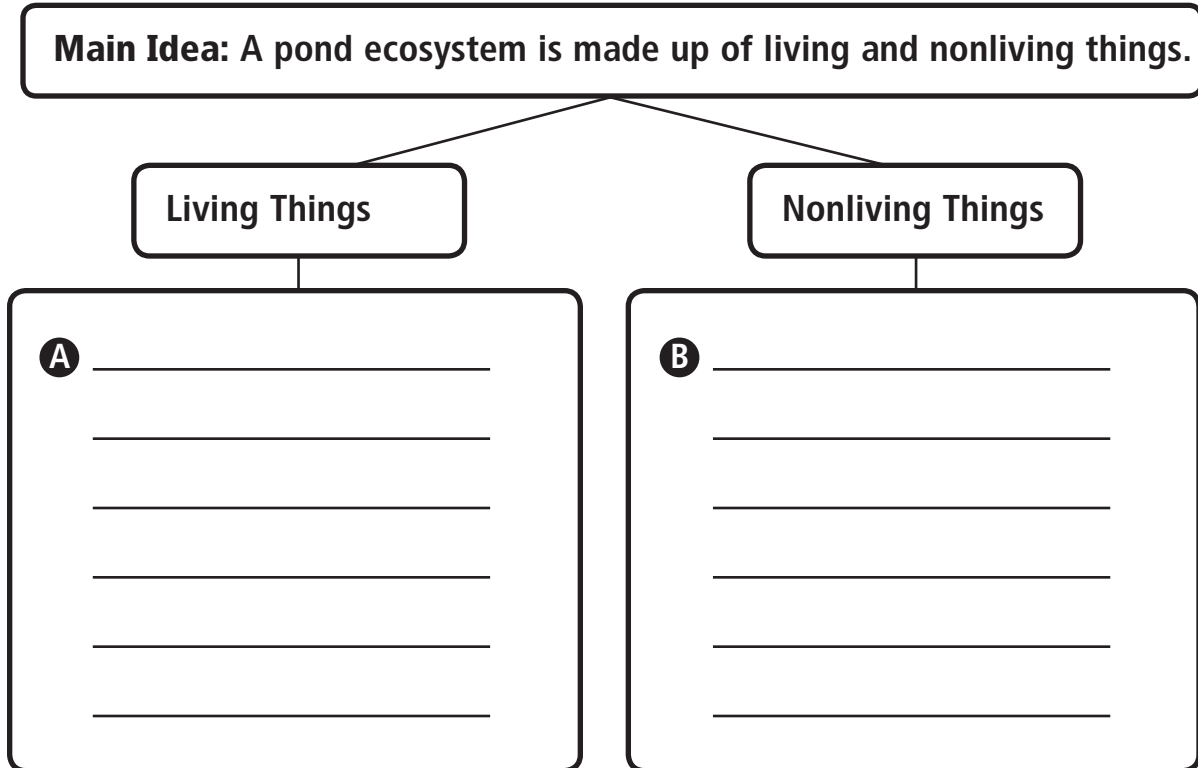 Main Idea: A pond ecosystem is made up of living and nonliving things.
Living Things
Nonliving Things
A
B